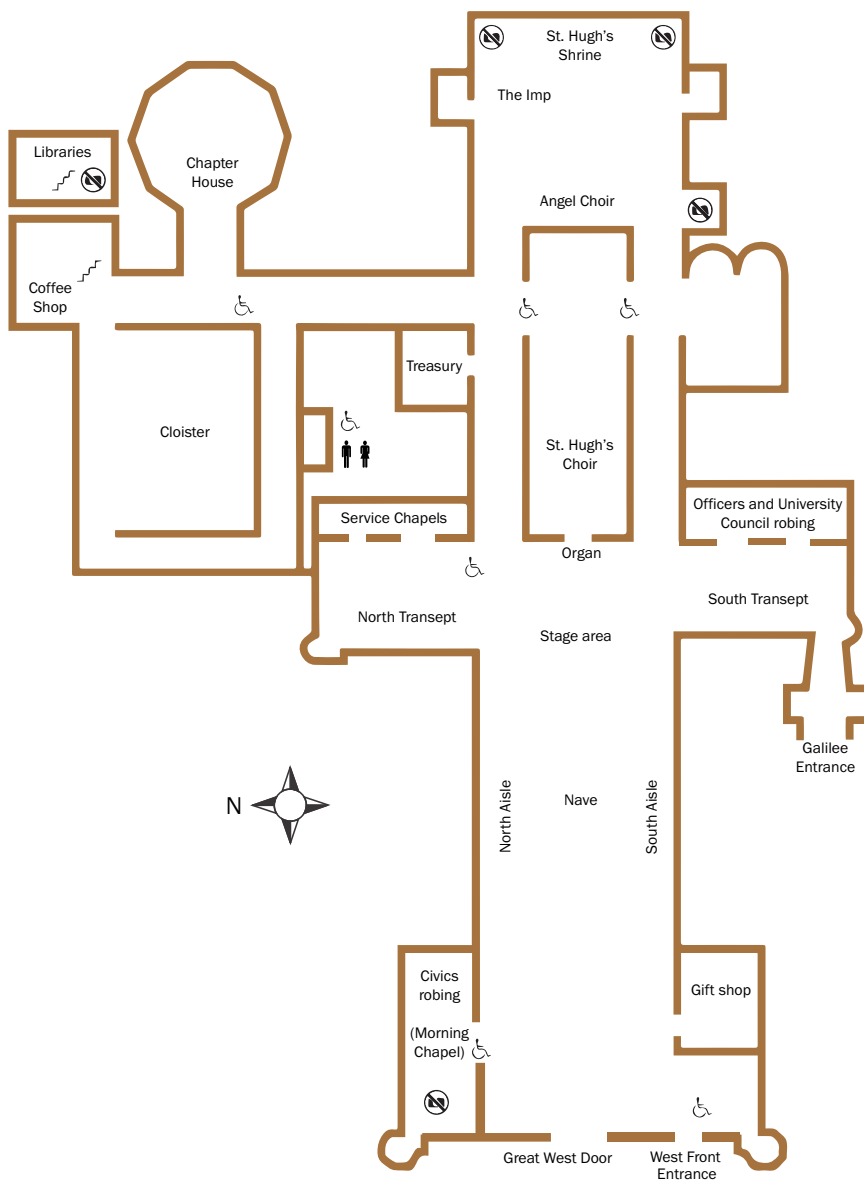 St. Hugh's
Shrine
The Imp
Libraries
Chapter
House
Angel Choir
Coffee
Shop
Treasury
Cloister
St. Hugh's
Choir
Service Chapels
Officers and University
Council robing
Organ
North Transept
South Transept
Stage area
Galilee
Entrance
N
North Aisle
Nave
South Aisle
Civics
robing
(Morning
Chapel)
Gift shop
Great West Door
West Front
Entrance